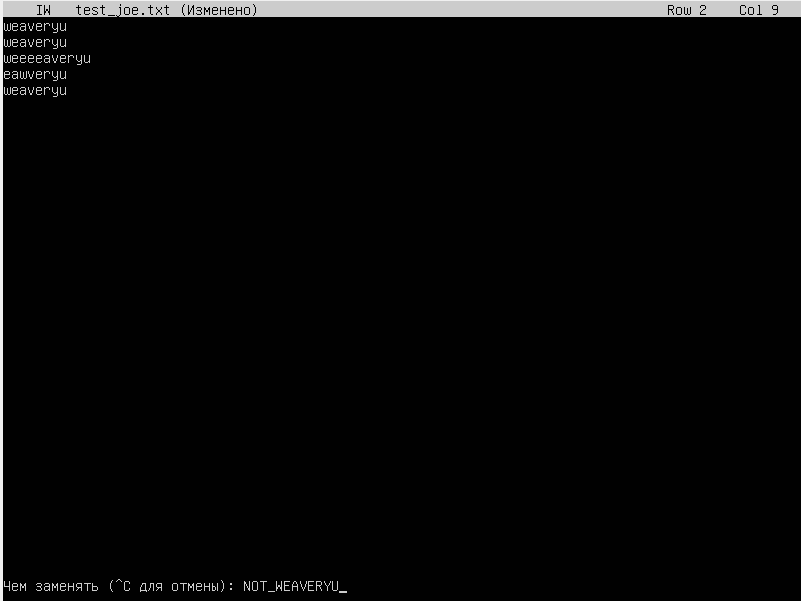 IW test_joe.txt (Изменено) Row 2 Col 9
weaveryu
weaveryu
weeeeaveryu
eawveryu
weaveryu
Чем заменять (^C для отмены): NOT_WEAVERYU_